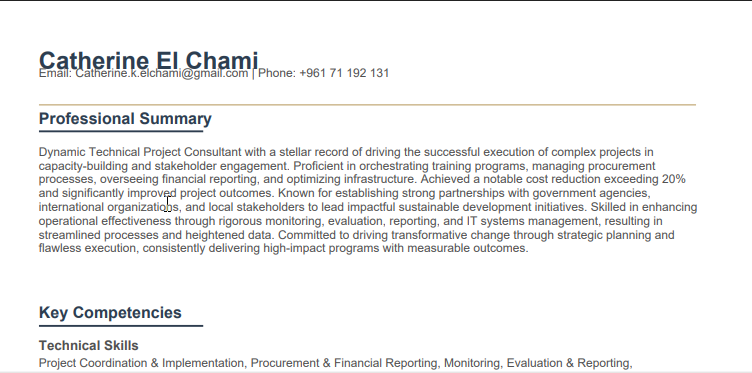 Catherine El Chami
Email: Catherine.k.elchami@gmail.com | Phone: +961 71 192 131
Professional Summary
Dynamic Technical Project Consultant with a stellar record of driving the successful execution of complex projects in
capacity-building and stakeholder engagement. Proficient in orchestrating training programs, managing procurement
processes, overseeing financial reporting, and optimizing infrastructure. Achieved a notable cost reduction exceeding 20%
and significantly improved project outcomes. Known for establishing strong partnerships with government agencies,
international organizations, and local stakeholders to lead impactful sustainable development initiatives. Skilled in enhancing
operational effectiveness through rigorous monitoring, evaluation, reporting, and IT systems management, resulting in
streamlined processes and heightened data. Committed to driving transformative change through strategic planning and
flawless execution, consistently delivering high-impact programs with measurable outcomes.
Key Competencies
Technical Skills
Project Coordination & Implementation, Procurement & Financial Reporting, Monitoring, Evaluation & Reporting,